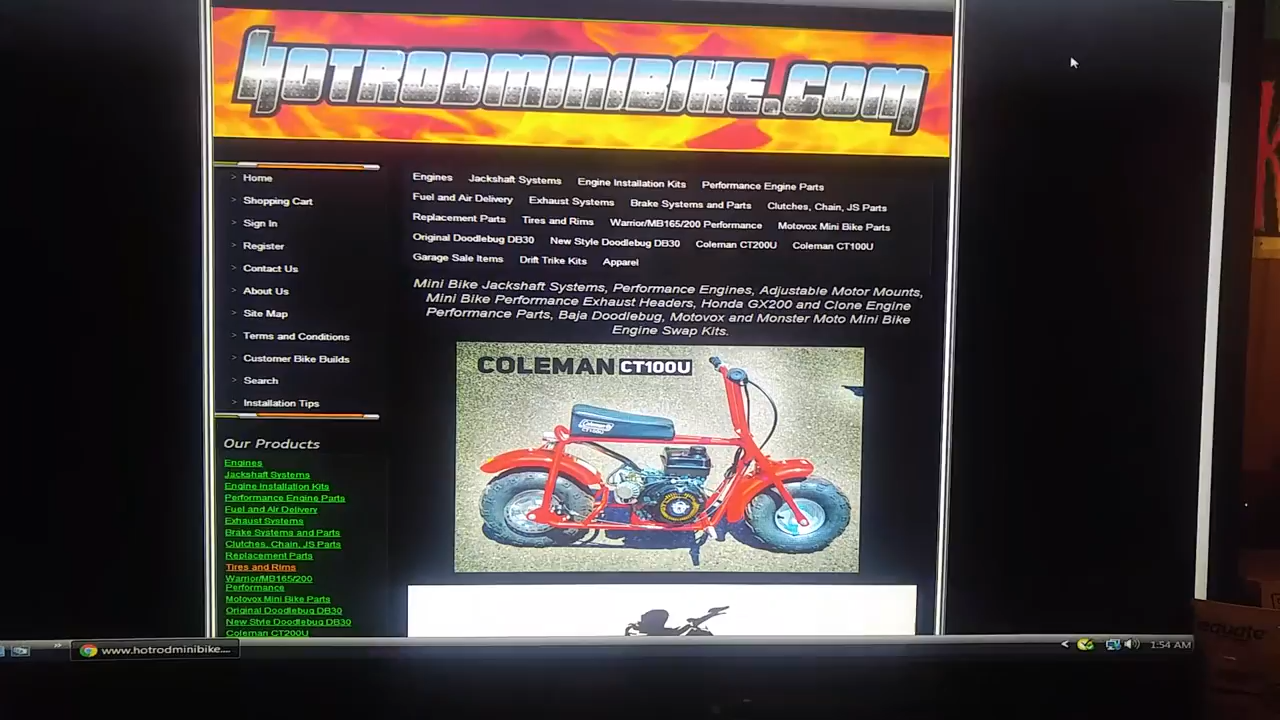 HOTRODMINIBIKE.COM
Home
Shopping Cart
Sign In
Register
Contact Us
About Us
Site Map
Terms and Conditions
Customer Bike Builds
Search
Installation Tips
Our Products
Engines
Jackshaft Systems
Engine Installation Kits
Performance Engine Parts
Fuel and Air Delivery
Exhaust Systems
Brake Systems and Parts
Clutches, Chain, JS Parts
Replacement Parts
Tires and Rims
Warrior/MB165/200
Performance
Motovox Mini Bike Parts
Original Doodlebug DB30
New Style Doodlebug DB30
Coleman CT200U
Engines Jackshaft Systems Engine Installation Kits Performance Engine Parts
Fuel and Air Delivery Exhaust Systems Brake Systems and Parts Clutches, Chain, JS Parts
Replacement Parts Tires and Rims Warrior/MB165/200 Performance Motovox Mini Bike Parts
Original Doodlebug DB30 New Style Doodlebug DB30 Coleman CT200U Coleman CT100U
Garage Sale Items Drift Trike Kits Apparel
Mini Bike Jackshaft Systems, Performance Engines, Adjustable Motor Mounts,
Mini Bike Performance Exhaust Headers, Honda GX200 and Clone Engine
Performance Parts, Baja Doodlebug, Motovox and Monster Moto Mini Bike
Engine Swap Kits.
COLEMAN CT100U
Coleman
www.hotrodminibike....
1:54 AM